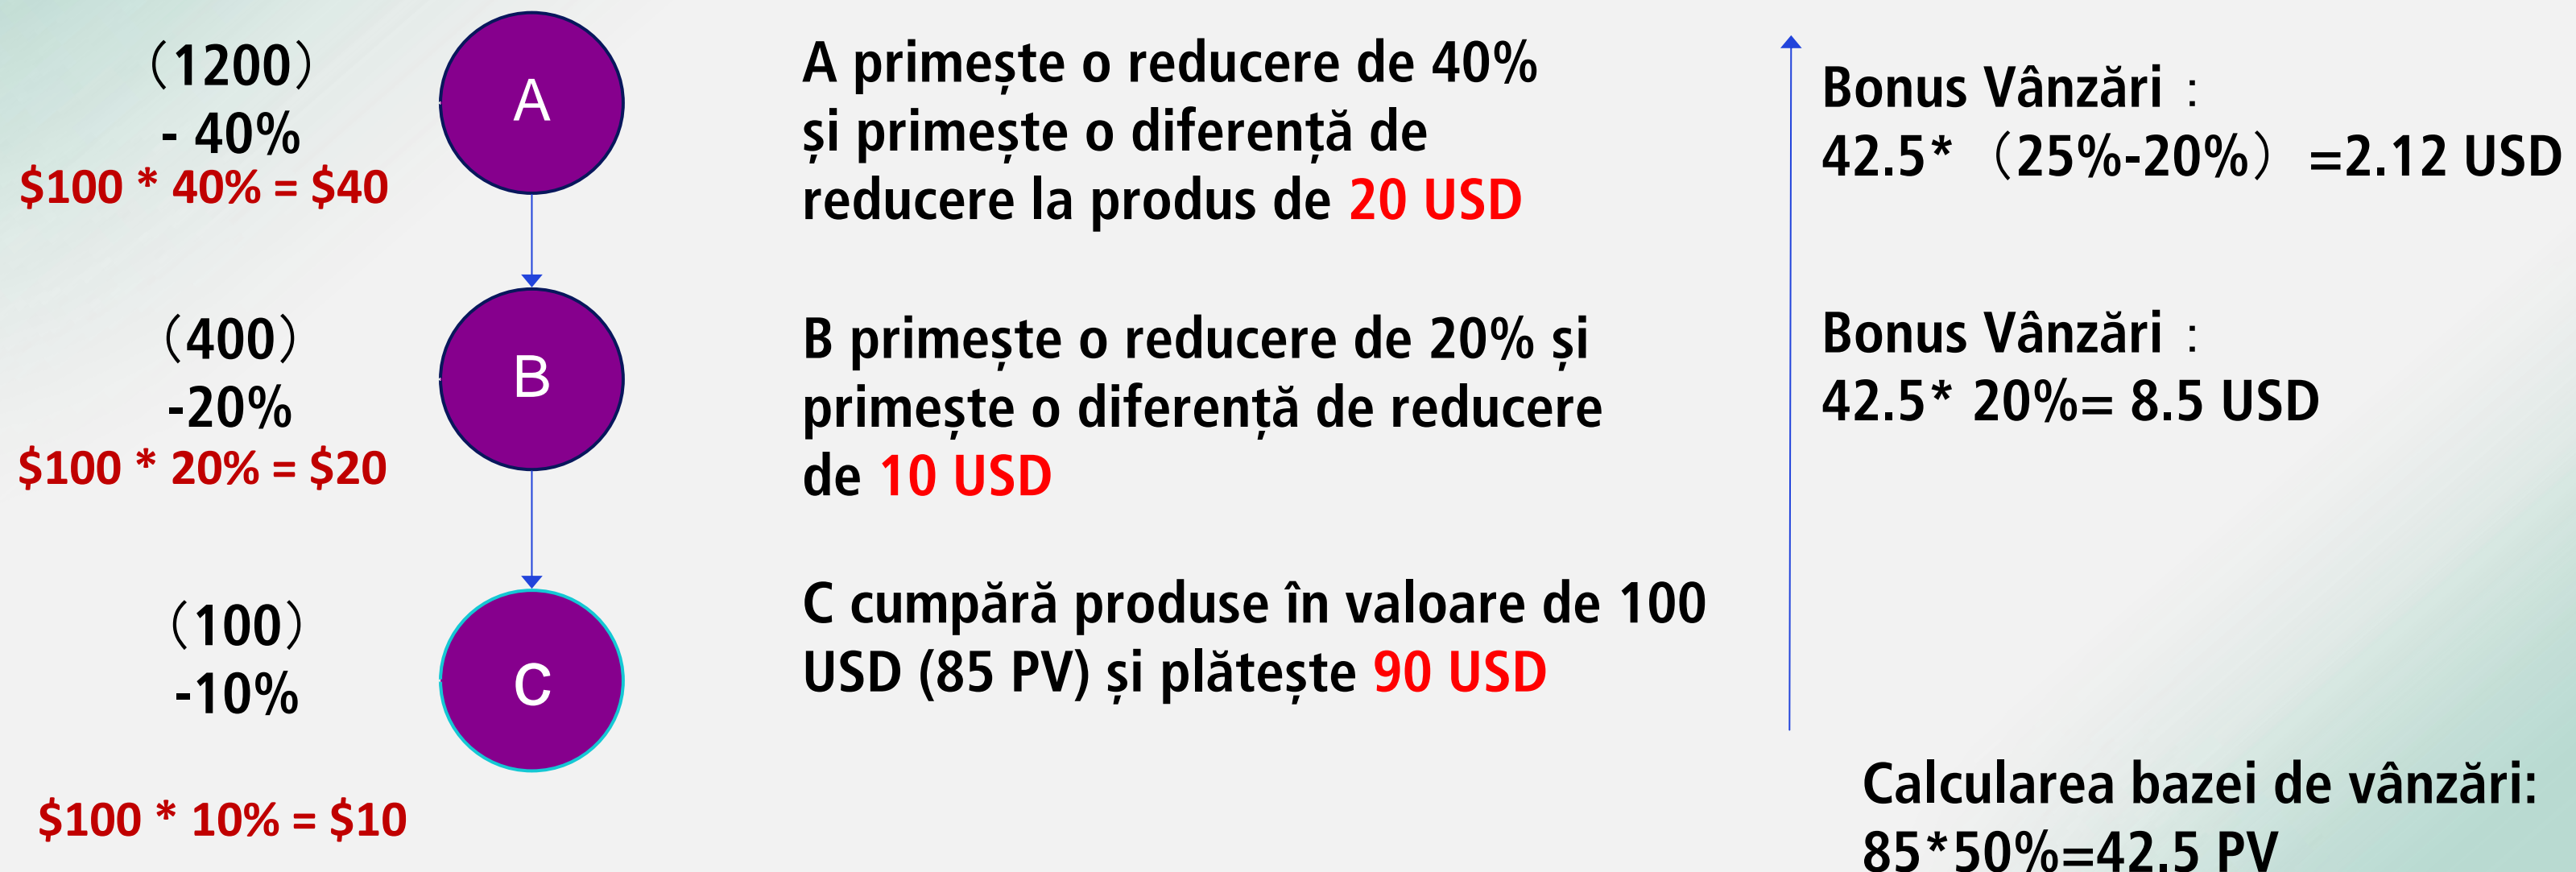 （1200）
- 40%
$100 * 40% = $40
A
A primește o reducere de 40%
și primește o diferență de
reducere la produs de 20 USD
Bonus Vânzări：
42.5*（25%-20%）=2.12 USD
（400）
-20%
$100 * 20% = $20
B
B primește o reducere de 20% și
primește o diferență de reducere
de 10 USD
Bonus Vânzări：
42.5* 20%= 8.5 USD
（100）
-10%
$100 * 10% = $10
C
C cumpără produse în valoare de 100
USD (85 PV) și plătește 90 USD
Calcularea bazei de vânzări:
85*50%=42.5 PV